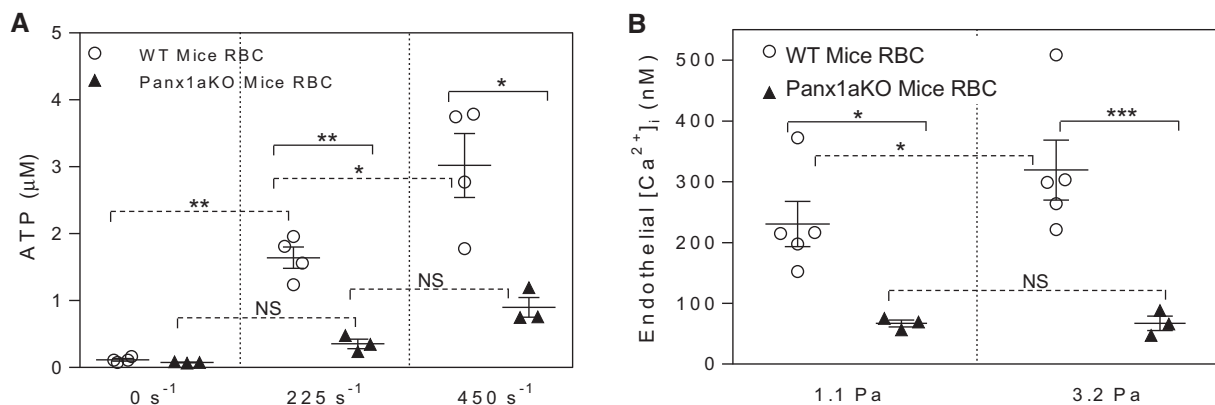 A
5
4
3
2
1
0
ATP (µM)
WT Mice RBC
Panx1aKO Mice RBC
*
**
*
**
NS
NS
0 s⁻¹
225 s⁻¹
450 s⁻¹
B
500
400
300
200
100
0
Endothelial [Ca²⁺]ᵢ (nM)
WT Mice RBC
Panx1aKO Mice RBC
*
***
*
NS
1.1 Pa
3.2 Pa